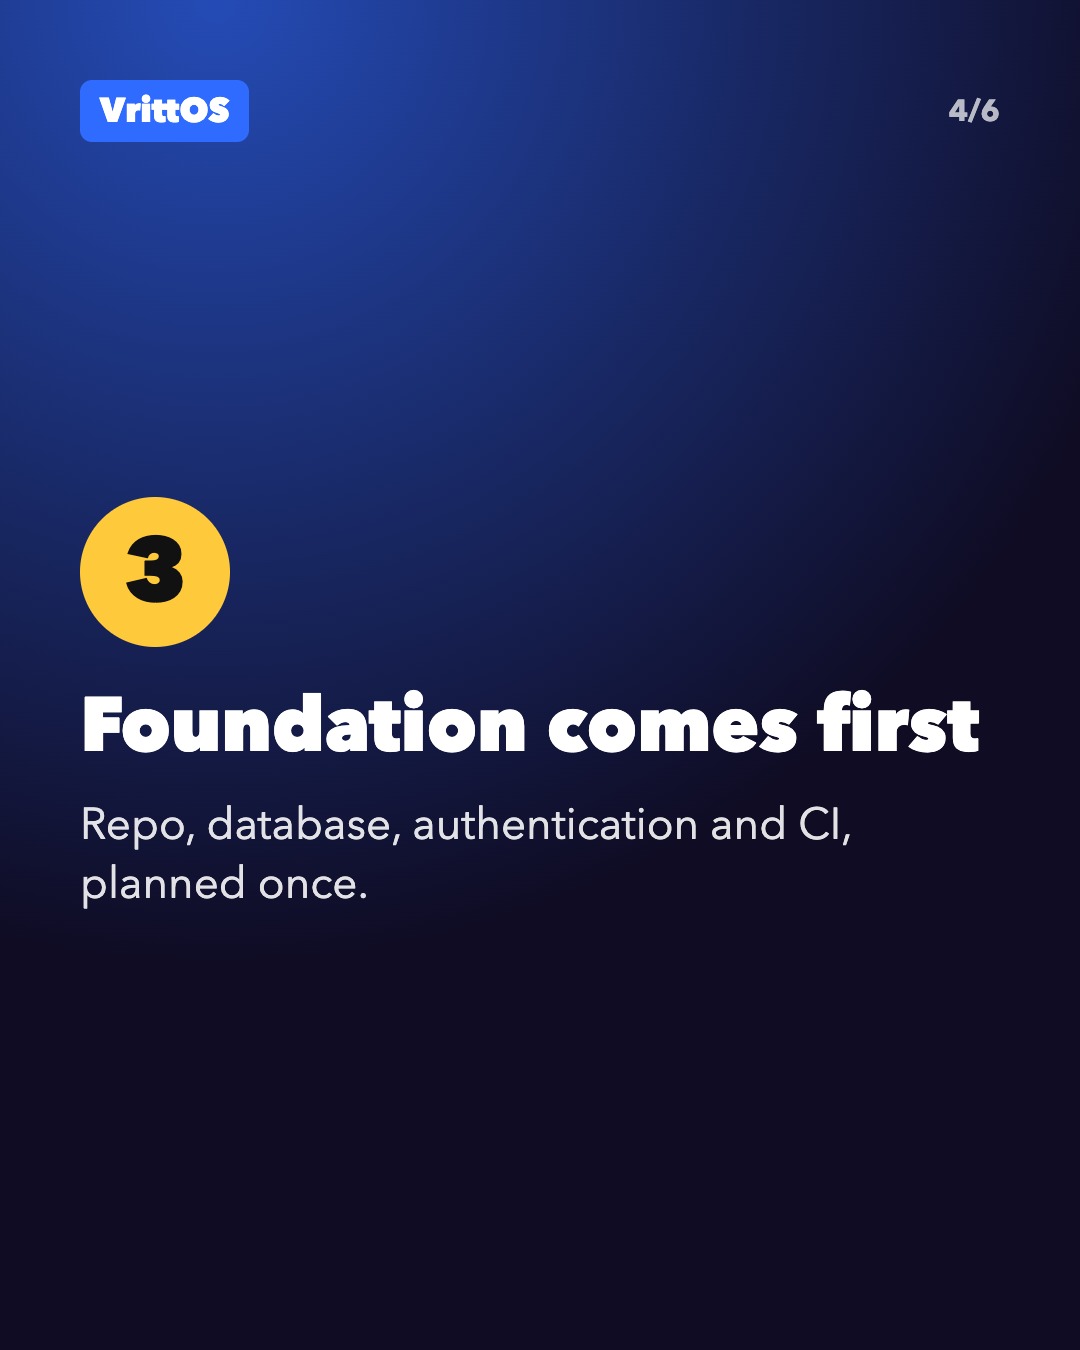 VrittOS
4/6
3
Foundation comes first
Repo, database, authentication and CI,
planned once.